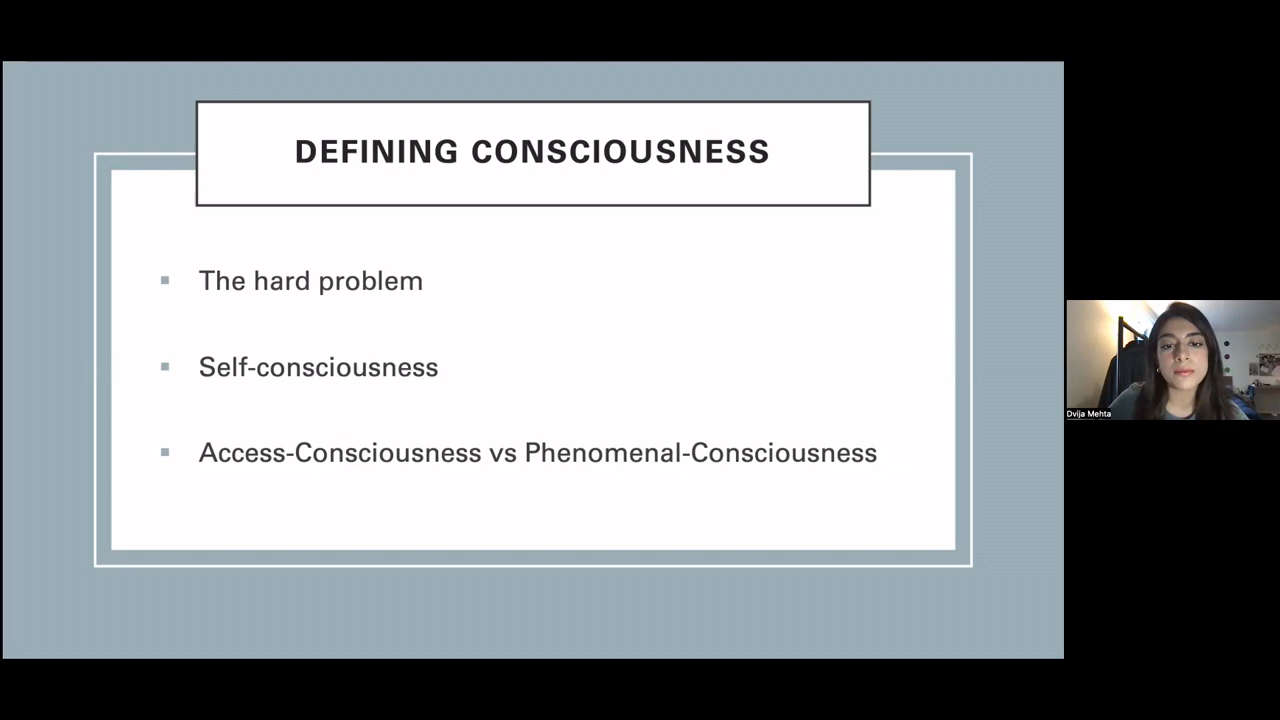 DEFINING CONSCIOUSNESS
The hard problem
Self-consciousness
Access-Consciousness vs Phenomenal-Consciousness
Dvija Mehta